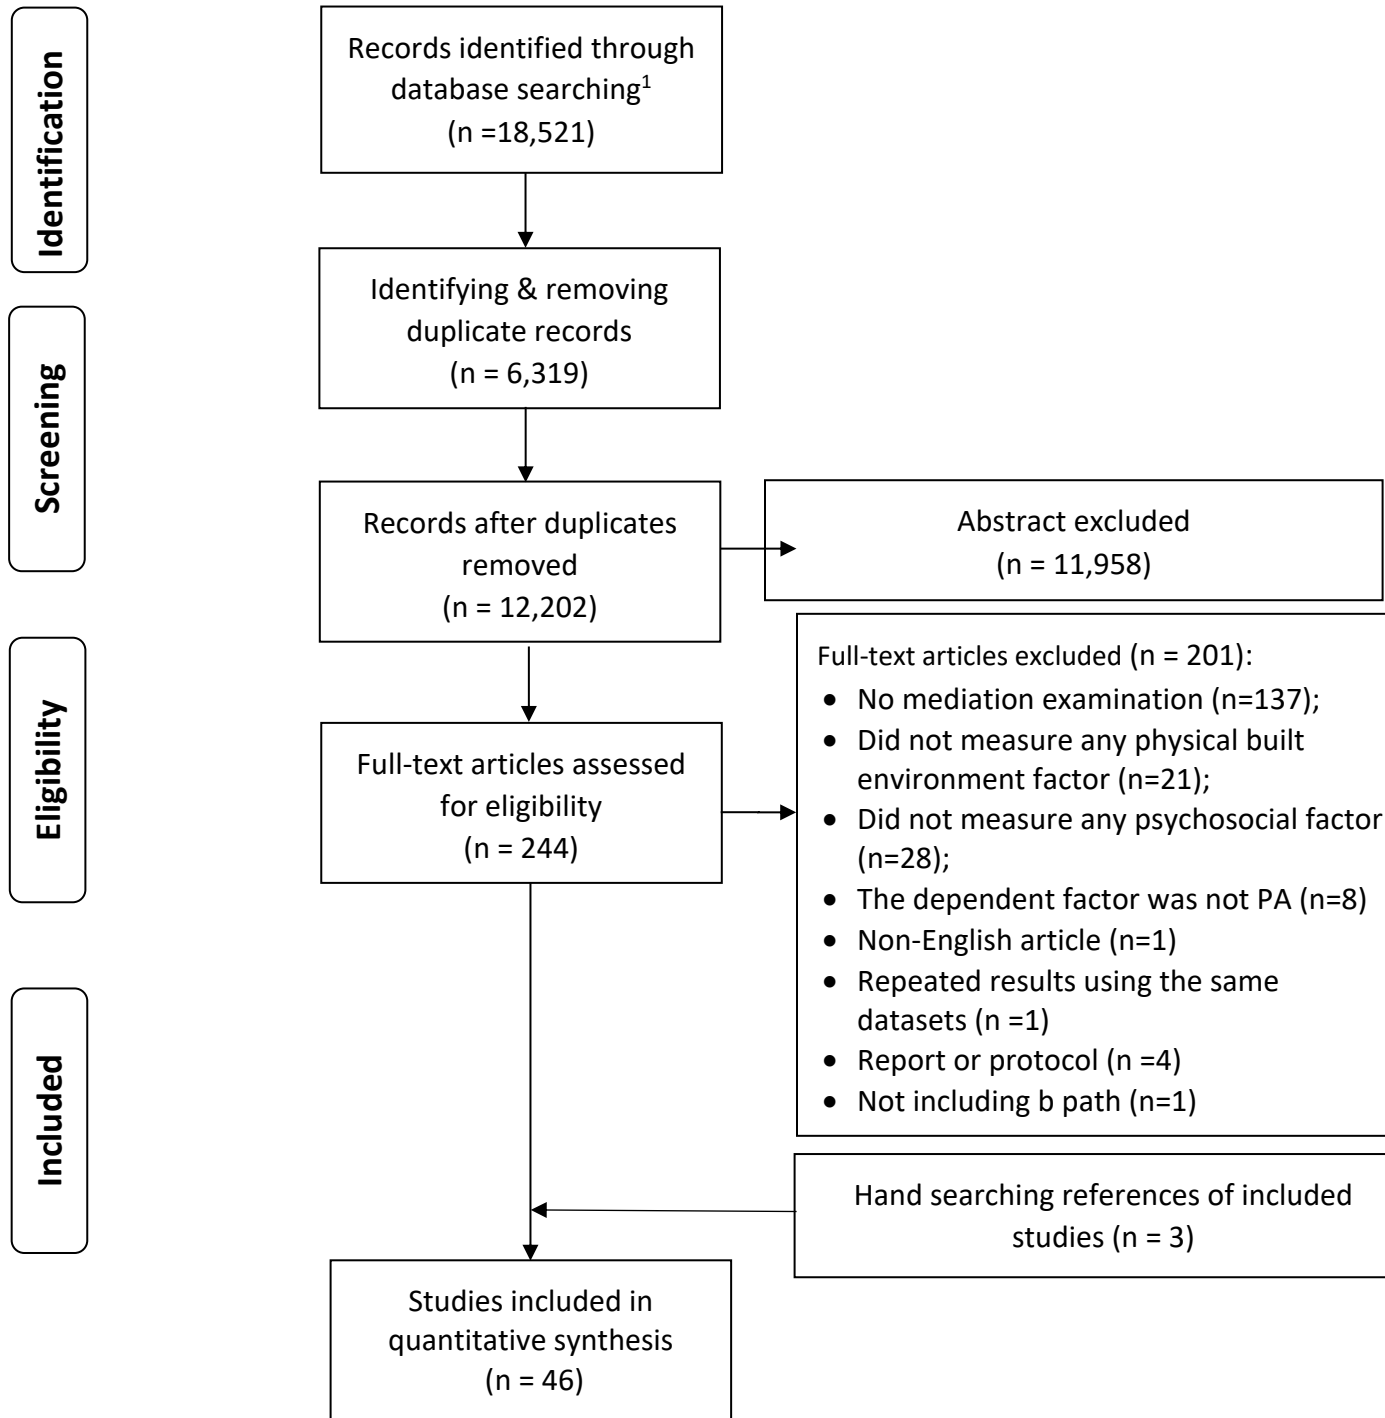 Identification
Records identified through
database searching1
(n =18,521)
Identifying & removing
duplicate records
(n = 6,319)
Screening
Records after duplicates
removed
(n = 12,202)
Abstract excluded
(n = 11,958)
Eligibility
Full-text articles assessed
for eligibility
(n = 244)
Full-text articles excluded (n = 201):
• No mediation examination (n=137);
• Did not measure any physical built
environment factor (n=21);
• Did not measure any psychosocial factor
(n=28);
• The dependent factor was not PA (n=8)
• Non-English article (n=1)
• Repeated results using the same
datasets (n =1)
• Report or protocol (n =4)
• Not including b path (n=1)
Included
Hand searching references of included
studies (n = 3)
Studies included in
quantitative synthesis
(n = 46)